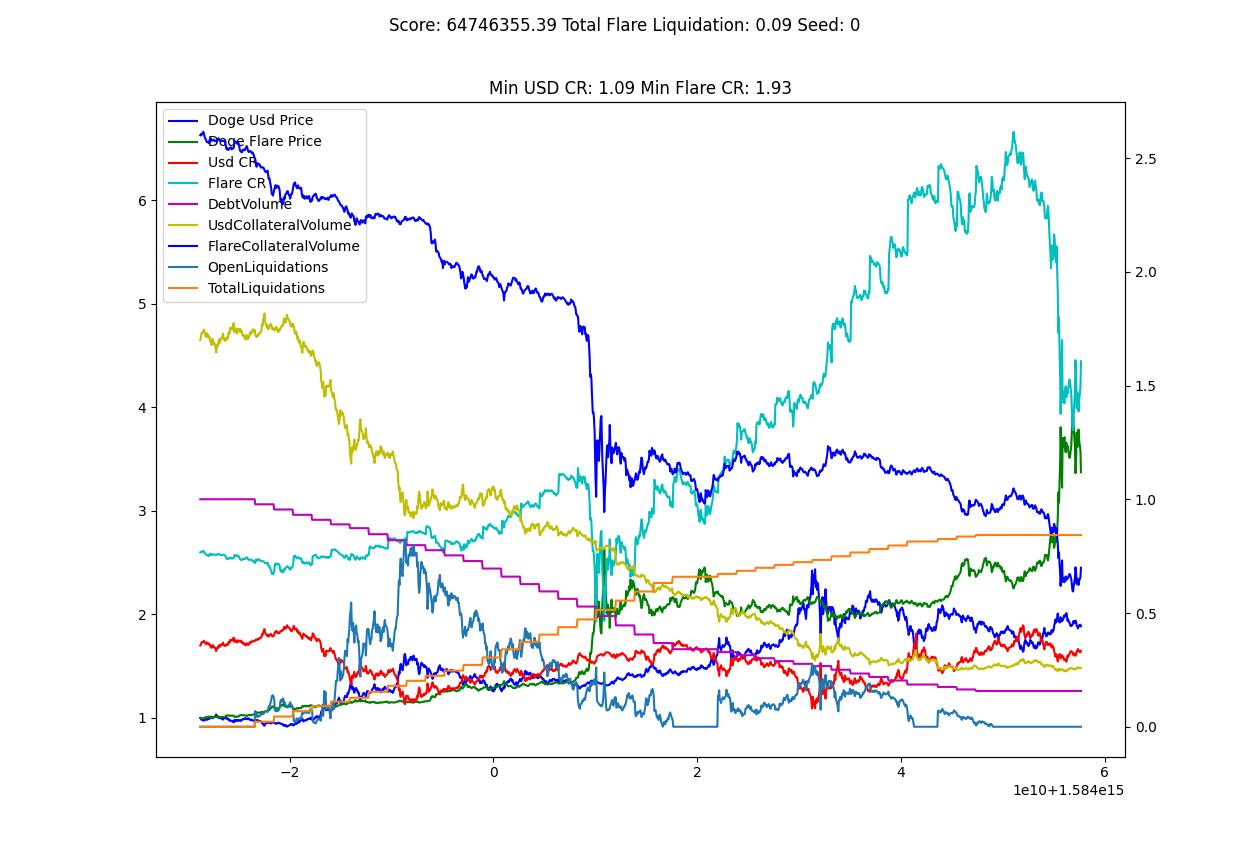 Score: 64746355.39 Total Flare Liquidation: 0.09 Seed: 0
Min USD CR: 1.09 Min Flare CR: 1.93
Doge Usd Price
Doge Flare Price
Usd CR
Flare CR
DebtVolume
UsdCollateralVolume
FlareCollateralVolume
OpenLiquidations
TotalLiquidations
6
5
4
3
2
1
2.5
2.0
1.5
1.0
0.5
0.0
−2
0
2
4
6
1e10+1.584e15